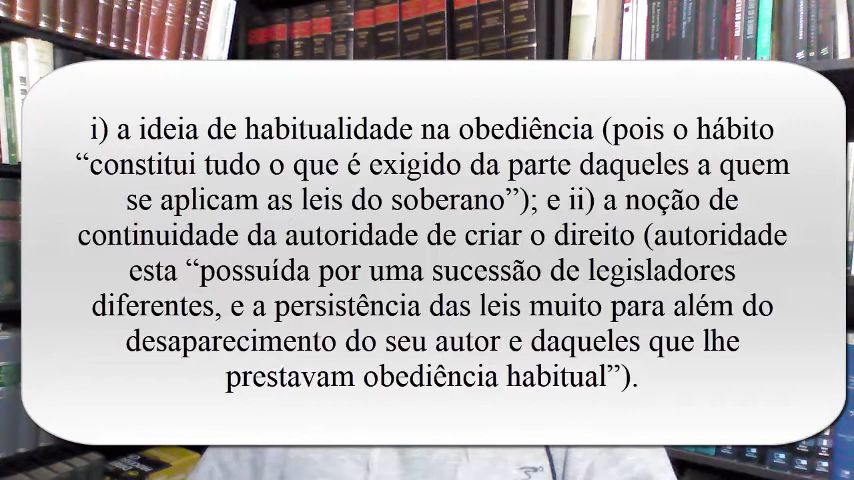 i) a ideia de habitualidade na obediência (pois o hábito
“constitui tudo o que é exigido da parte daqueles a quem
se aplicam as leis do soberano”); e ii) a noção de
continuidade da autoridade de criar o direito (autoridade
esta “possuída por uma sucessão de legisladores
diferentes, e a persistência das leis muito para além do
desaparecimento do seu autor e daqueles que lhe
prestavam obediência habitual”).